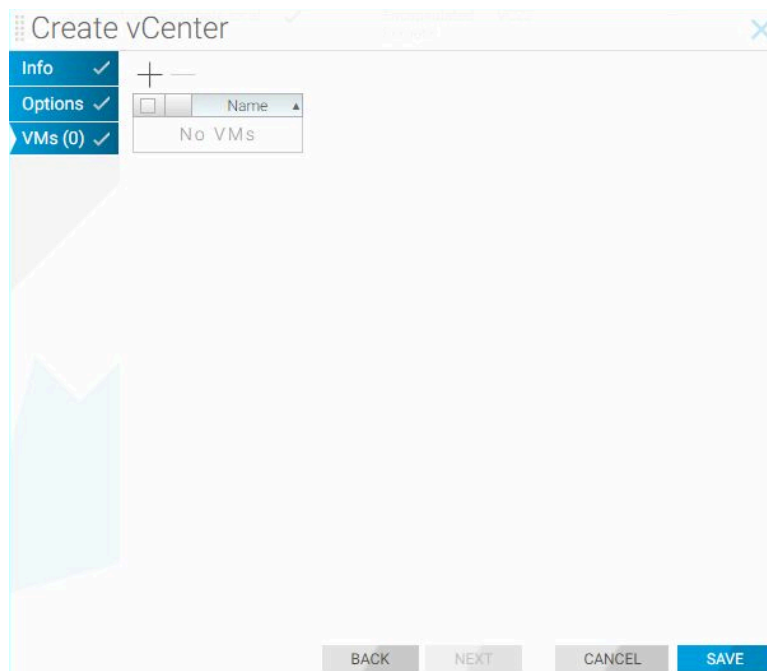 Create vCenter
Info
Options
VMs (0)
Name
No VMs
BACK
NEXT
CANCEL
SAVE